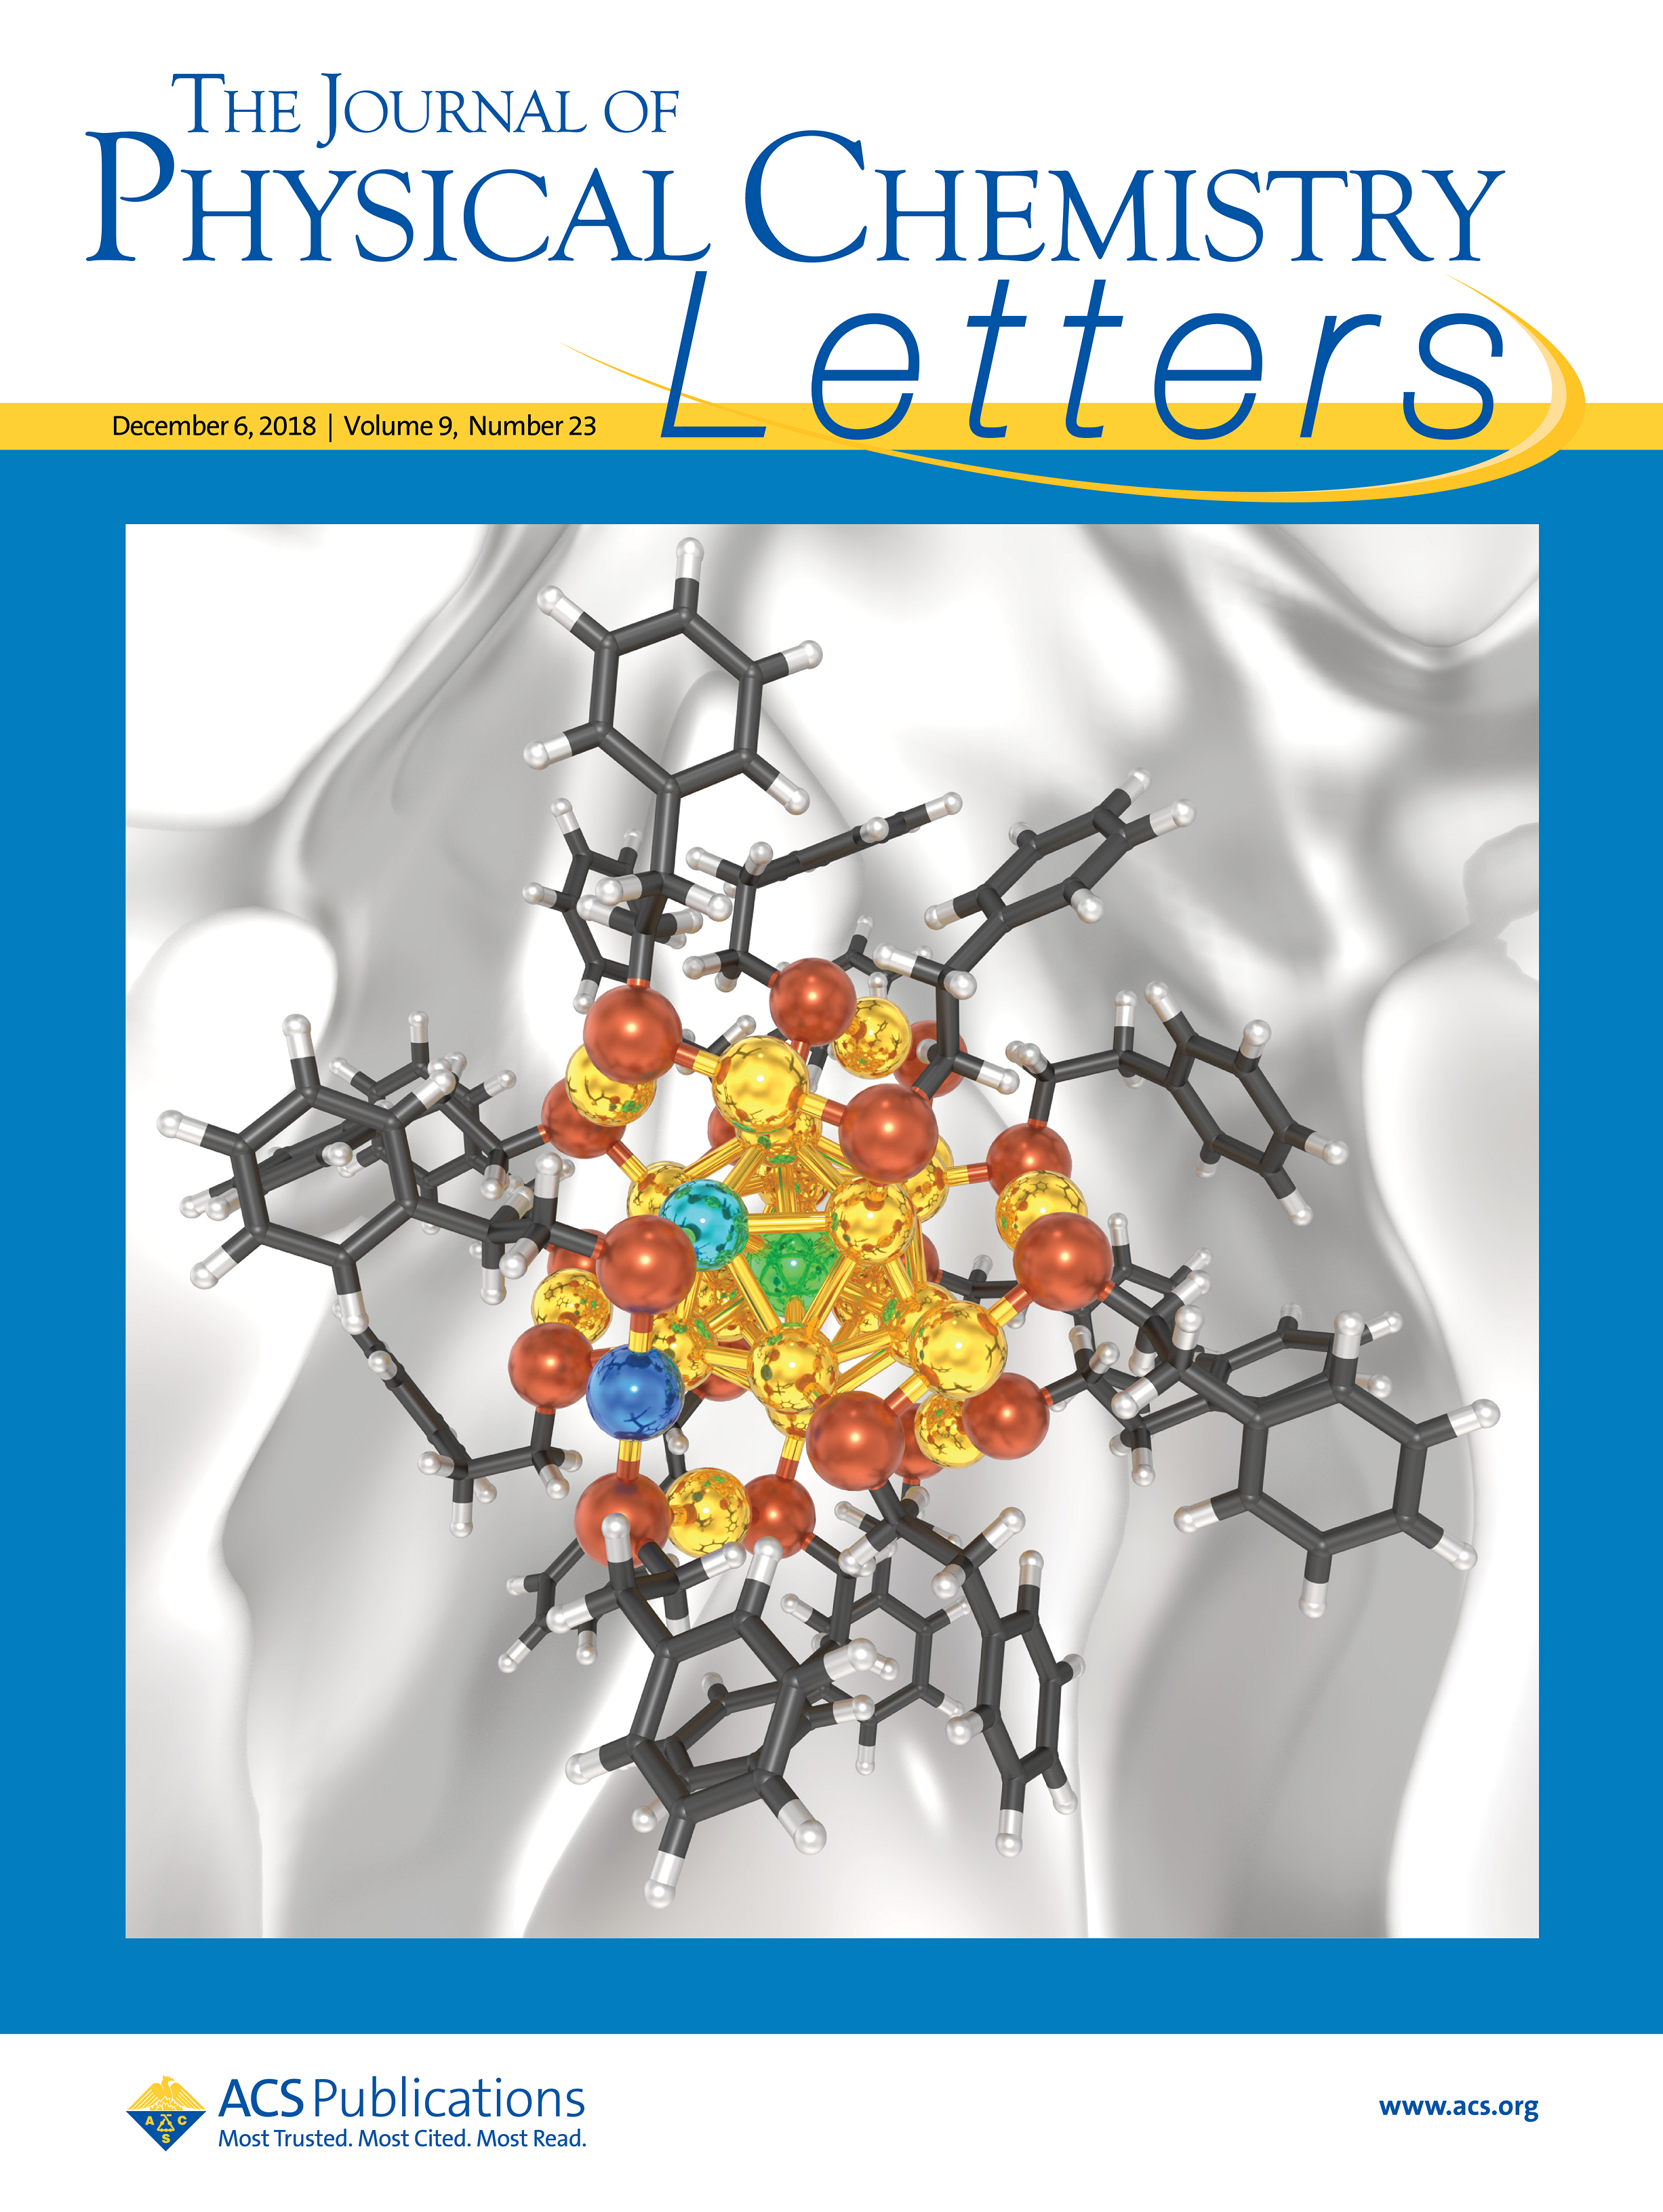 THE JOURNAL OF
PHYSICAL CHEMISTRY
Letters
December 6, 2018 | Volume 9, Number 23
A C S
ACS Publications
Most Trusted. Most Cited. Most Read.
www.acs.org